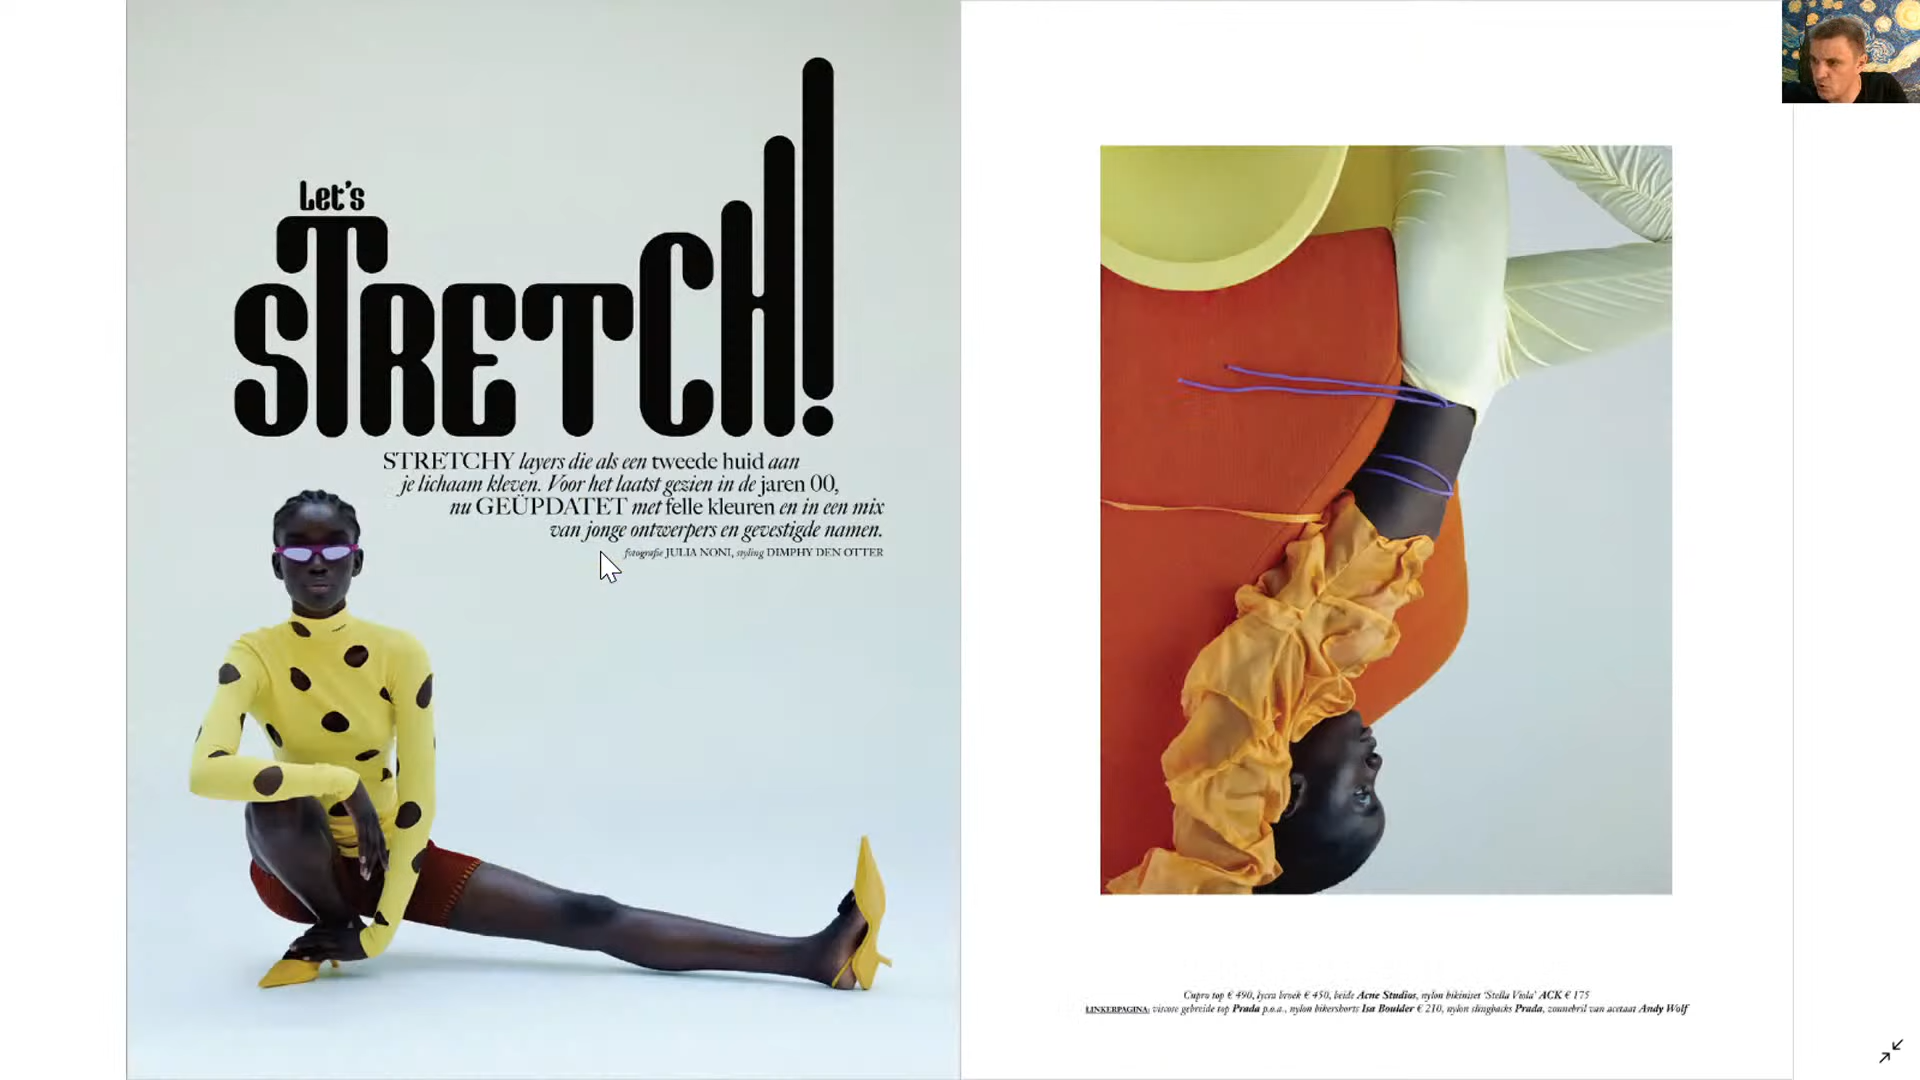 Let's
STRETCH!
STRETCHY layers die als een tweede huid aan
je lichaam kleven. Voor het laatst gezien in de jaren 00,
nu GEÜPDATET met felle kleuren en in een mix
van jonge ontwerpers en gevestigde namen.
fotografie JULIA NONI, styling DIMPHY DEN OTTER
Cupro top € 490, lycra broek € 450, beide Acne Studios, nylon bikiniset 'Stella Viola' ACK € 175
LINKERPAGINA: viscose gebreide top Prada p.o.a., nylon bikershorts Isa Boulder € 210, nylon slingbacks Prada, zonnebril van acetaat Andy Wolf